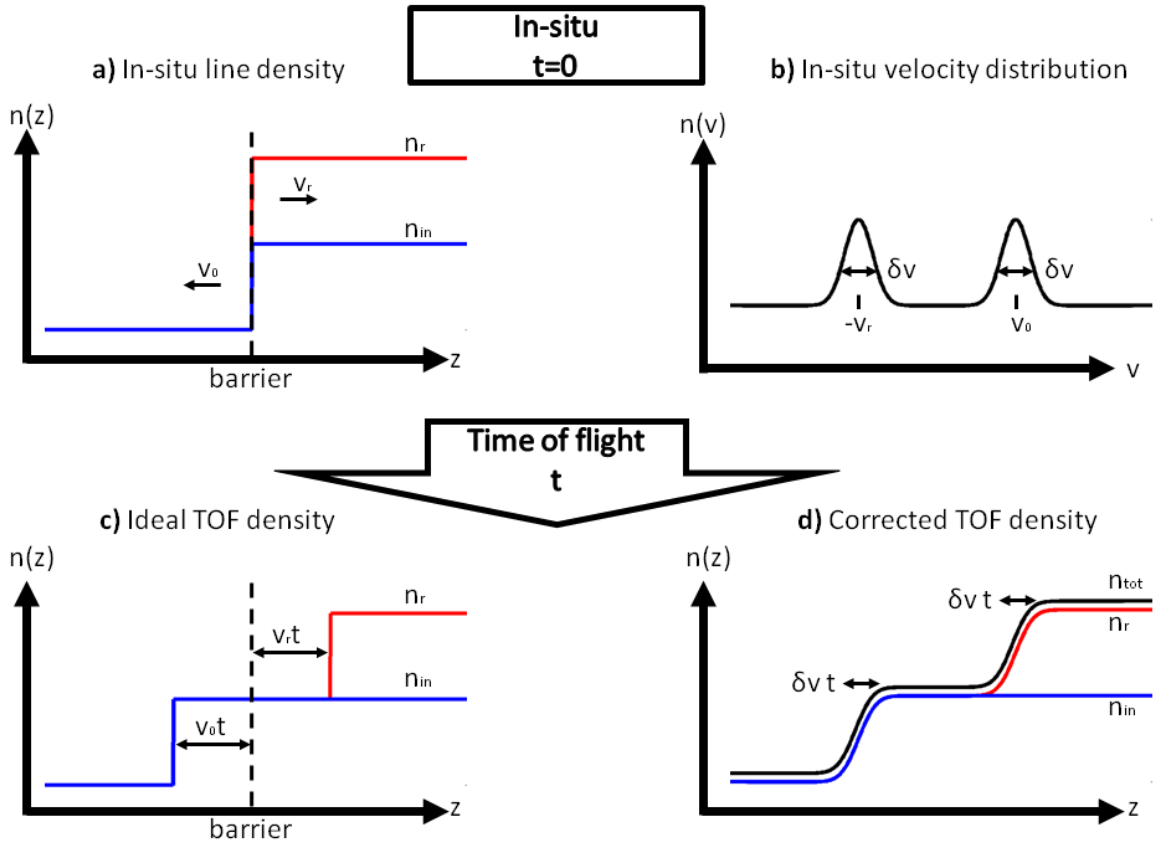 In-situ
t=0
a) In-situ line density
n(z)
nᵣ
vᵣ
nᵢₙ
v₀
z
barrier
b) In-situ velocity distribution
n(v)
δv
δv
-vᵣ
v₀
v
Time of flight
t
c) Ideal TOF density
n(z)
nᵣ
vᵣt
nᵢₙ
v₀t
z
barrier
d) Corrected TOF density
n(z)
nₜₒₜ
δv t
nᵣ
δv t
nᵢₙ
z